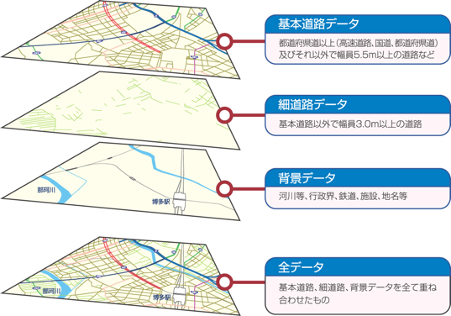 基本道路データ
都道府県道以上(高速道路、国道、都道府県道)
及びそれ以外で幅員5.5m以上の道路など
細道路データ
基本道路以外で幅員3.0m以上の道路
背景データ
河川等、行政界、鉄道、施設、地名等
那珂川
博多駅
全データ
基本道路、細道路、背景データを全て重ね
合わせたもの
那珂川
博多駅